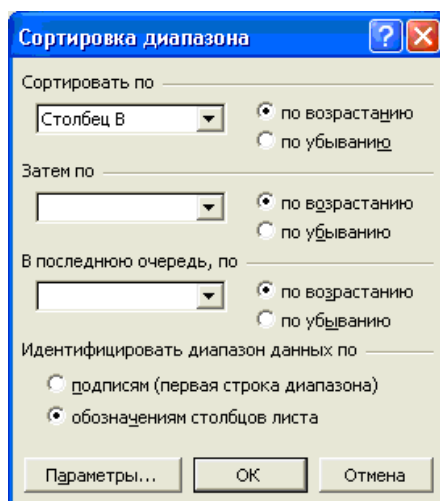 Сортировка диапазона
Сортировать по
Столбец B
по возрастанию
по убыванию
Затем по
по возрастанию
по убыванию
В последнюю очередь, по
по возрастанию
по убыванию
Идентифицировать диапазон данных по
подписям (первая строка диапазона)
обозначениям столбцов листа
Параметры... ОК Отмена